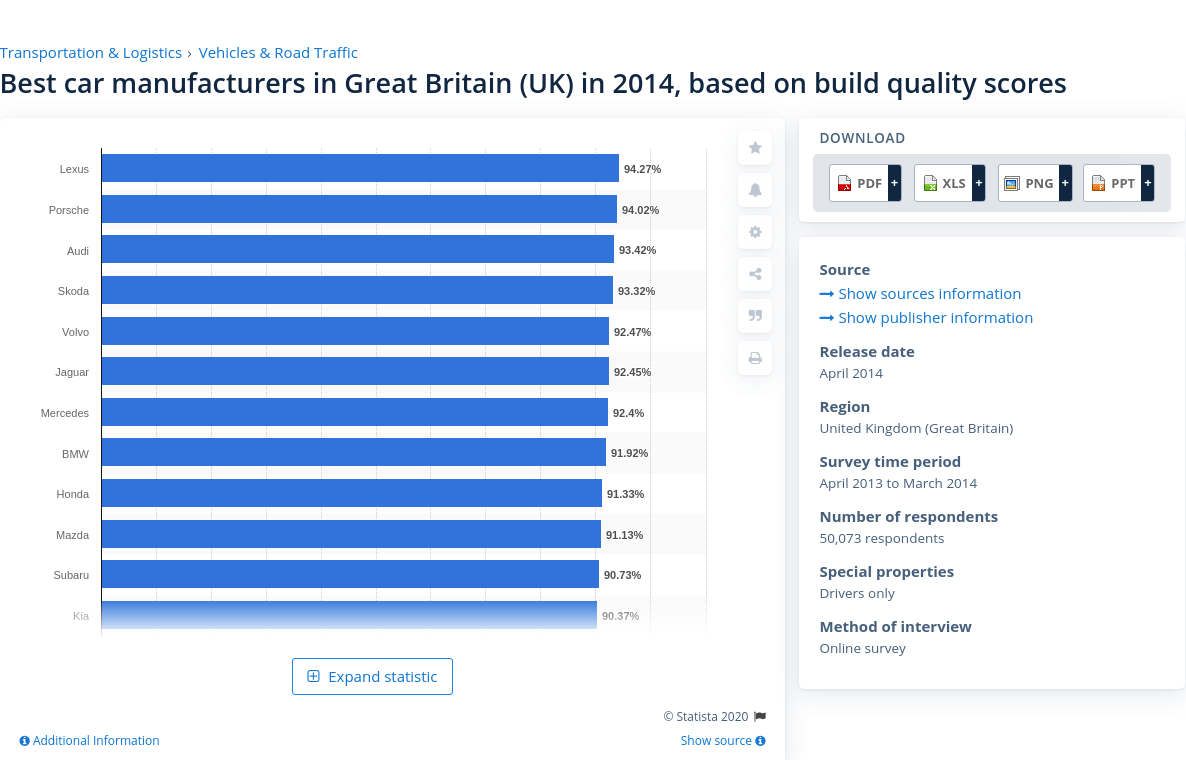 Transportation & Logistics › Vehicles & Road Traffic
Best car manufacturers in Great Britain (UK) in 2014, based on build quality scores
Lexus 94.27%
Porsche 94.02%
Audi 93.42%
Skoda 93.32%
Volvo 92.47%
Jaguar 92.45%
Mercedes 92.4%
BMW 91.92%
Honda 91.33%
Mazda 91.13%
Subaru 90.73%
Kia 90.37%
Expand statistic
© Statista 2020
Additional Information
Show source
DOWNLOAD
PDF + XLS + PNG + PPT +
Source
Show sources information
Show publisher information
Release date
April 2014
Region
United Kingdom (Great Britain)
Survey time period
April 2013 to March 2014
Number of respondents
50,073 respondents
Special properties
Drivers only
Method of interview
Online survey